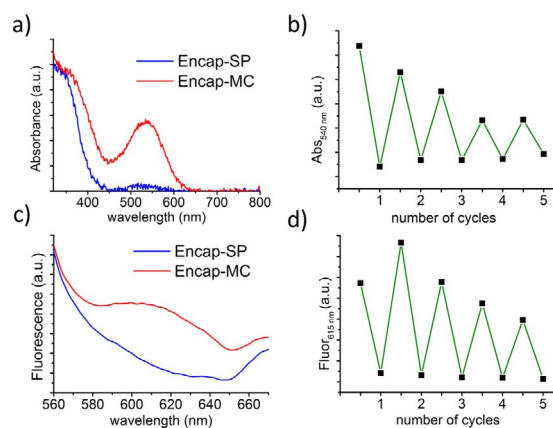 a)
Encap-SP
Encap-MC
Absorbance (a.u.)
400 500 600 700 800
wavelength (nm)
b)
Abs540 nm (a.u.)
1 2 3 4 5
number of cycles
c)
Encap-SP
Encap-MC
Fluorescence (a.u.)
560 580 600 620 640 660
wavelength (nm)
d)
Fluor615 nm (a.u.)
1 2 3 4 5
number of cycles